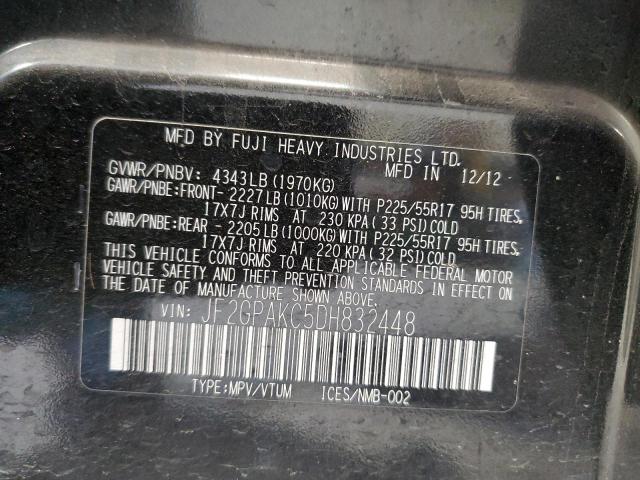 MFD BY FUJI HEAVY INDUSTRIES LTD.
GVWR/PNBV: 4343LB (1970KG) MFD IN 12/12
GAWR/PNBE:FRONT- 2227LB (1010KG) WITH P225/55R17 95H TIRES,
17X7J RIMS AT 230 KPA (33 PSI) COLD
GAWR/PNBE:REAR - 2205LB (1000KG) WITH P225/55R17 95H TIRES,
17X7J RIMS AT 220 KPA (32 PSI) COLD
THIS VEHICLE CONFORMS TO ALL APPLICABLE FEDERAL MOTOR
VEHICLE SAFETY AND THEFT PREVENTION STANDARDS IN EFFECT ON
THE DATE OF MANUFACTURE SHOWN ABOVE.
VIN: JF2GPAKC5DH832448
TYPE:MPV/VTUM ICES/NMB-002